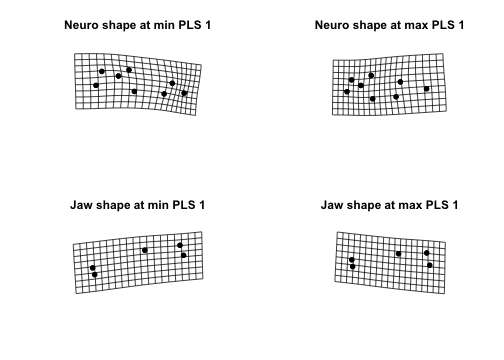 Neuro shape at min PLS 1
Neuro shape at max PLS 1
Jaw shape at min PLS 1
Jaw shape at max PLS 1